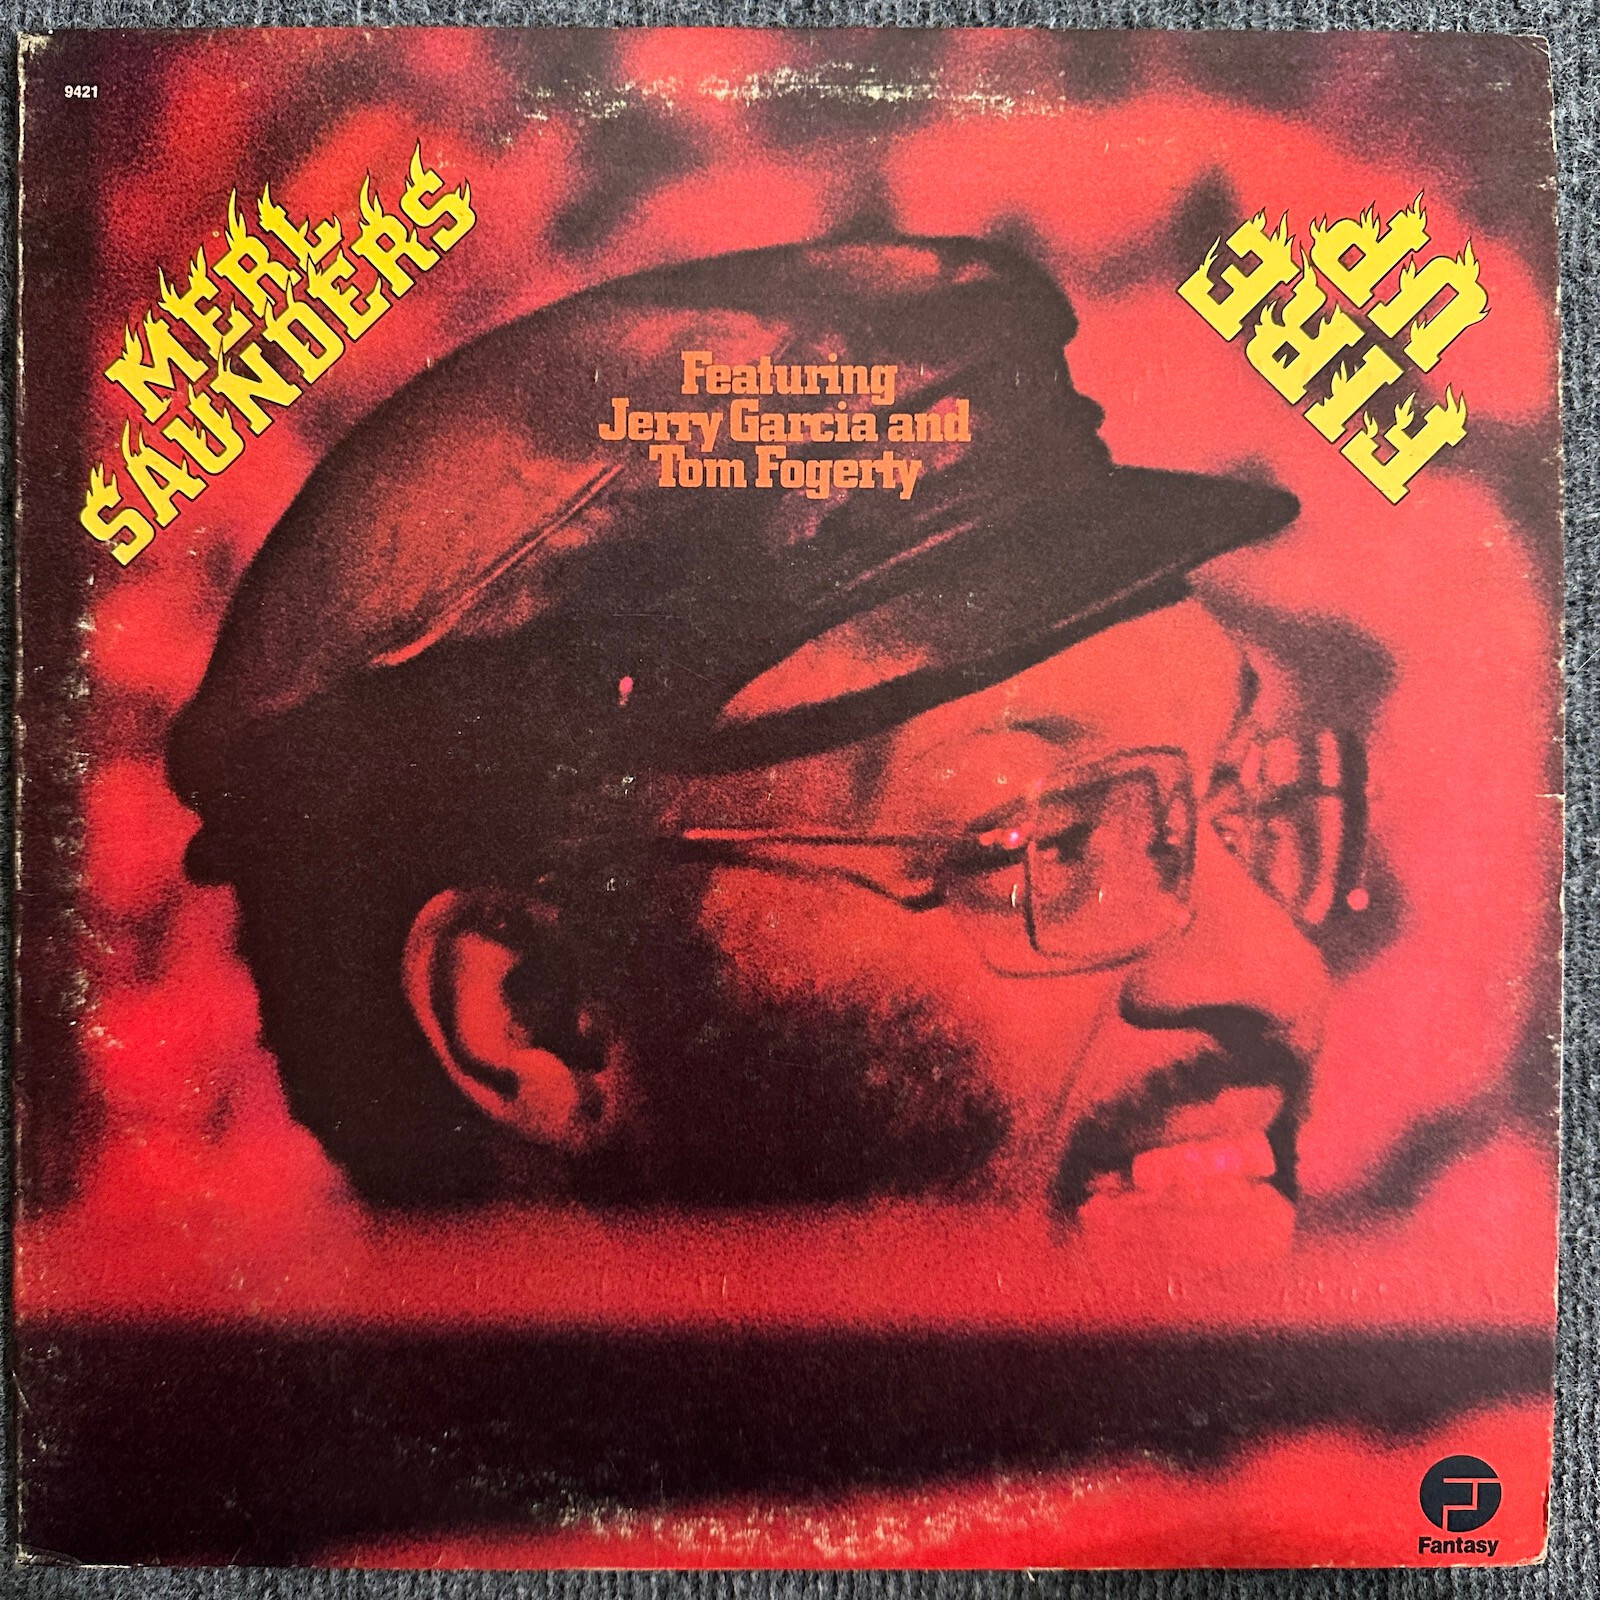 9421
MERL
SAUNDERS
FIRE
UP
Featuring
Jerry Garcia and
Tom Fogerty
Fantasy